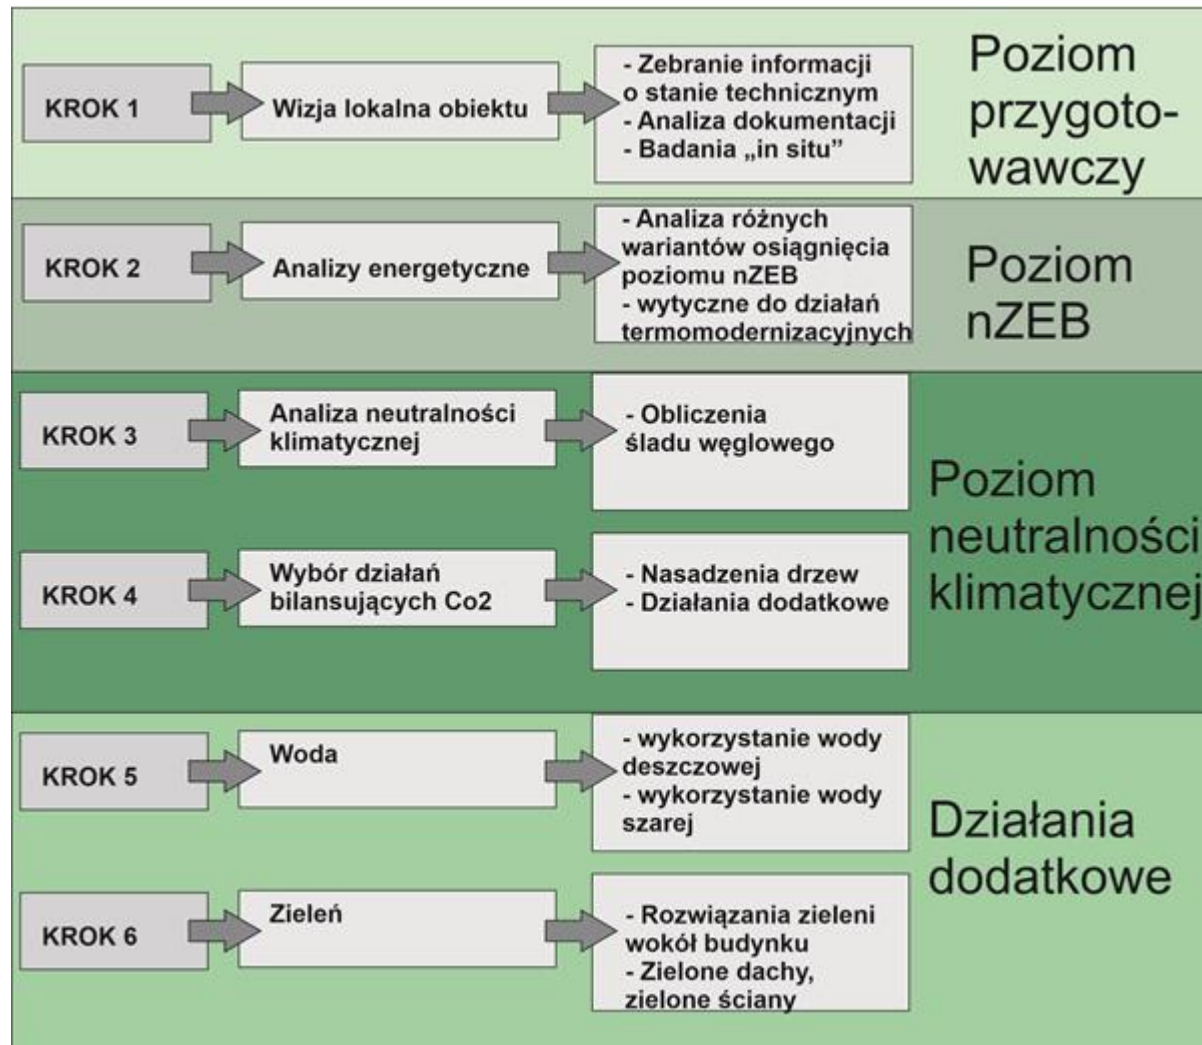 KROK 1
Wizja lokalna obiektu
- Zebranie informacji
o stanie technicznym
- Analiza dokumentacji
- Badania „in situ”
Poziom
przygoto-
wawczy
KROK 2
Analizy energetyczne
- Analiza różnych
wariantów osiągnięcia
poziomu nZEB
- wytyczne do działań
termomodernizacyjnych
Poziom
nZEB
KROK 3
Analiza neutralności
klimatycznej
- Obliczenia
śladu węglowego
KROK 4
Wybór działań
bilansujących Co2
- Nasadzenia drzew
- Działania dodatkowe
Poziom
neutralności
klimatycznej
KROK 5
Woda
- wykorzystanie wody
deszczowej
- wykorzystanie wody
szarej
KROK 6
Zieleń
- Rozwiązania zieleni
wokół budynku
- Zielone dachy,
zielone ściany
Działania
dodatkowe